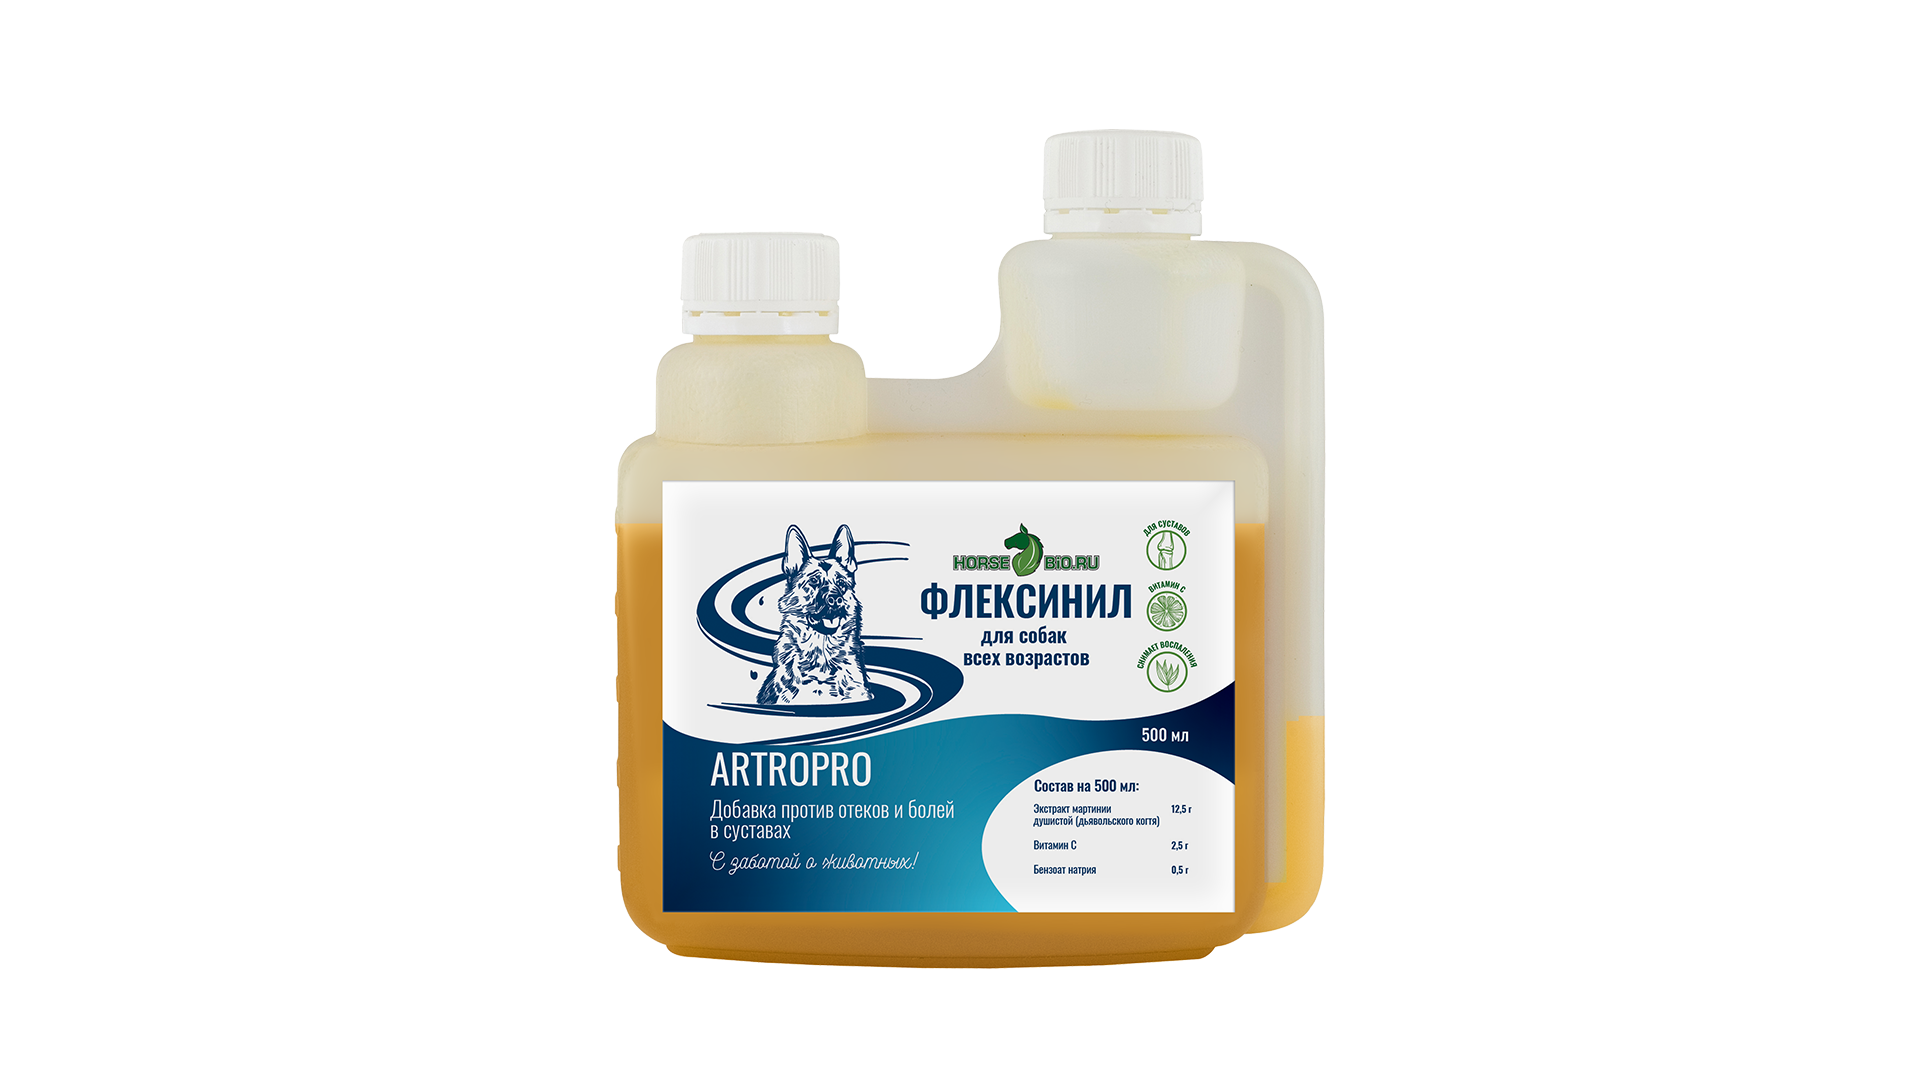 HORSE BIO.RU
ФЛЕКСИНИЛ
для собак
всех возрастов
ДЛЯ СУСТАВОВ
ВИТАМИН С
СНИМАЕТ ВОСПАЛЕНИЯ
500 мл
ARTROPRO
Добавка против отеков и болей
в суставах
С заботой о животных!
Состав на 500 мл:
Экстракт мартинии 12,5 г
душистой (дьявольского когтя)
Витамин С 2,5 г
Бензоат натрия 0,5 г